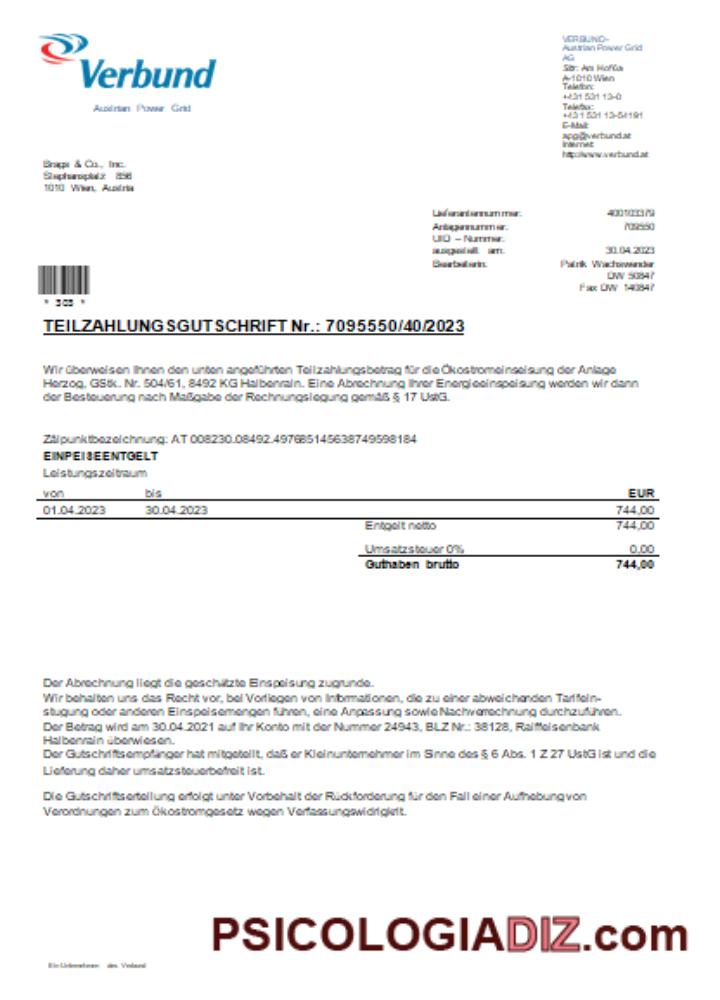 Verbund
Austrian Power Grid
VERBUND-
Austrian Power Grid
AG
Sitz: Am Hof 6a
A-1010 Wien
Telefon:
+431 531 13-0
Telefax:
+43 1 531 13-54191
E-Mail:
apg@verbund.at
Internet:
http://www.verbund.at
Braga & Co., Inc.
Stephansplatz 856
1010 Wien, Austria
Lieferantennummer: 400103379
Anlagennummer: 709550
UID – Nummer:
ausgestellt am: 30.04.2023
Bearbeiterin: Patrik Wachswender
DW 50847
Fax DW 140847
* 303 *
TEILZAHLUNGSGUTSCHRIFT Nr.: 7095550/40/2023
Wir überweisen Ihnen den unten angeführten Teilzahlungsbetrag für die Ökostromeinseisung der Anlage
Herzog, GStk. Nr. 504/61, 8492 KG Halbenrain. Eine Abrechnung Ihrer Energieeinspeisung werden wir dann
der Besteuerung nach Maßgabe der Rechnungslegung gemäß § 17 UstG.
Zälpunktbezeichnung: AT 008230.08492.497685145638749598184
EINPEISEENTGELT
Leistungszeitraum
von bis EUR
01.04.2023 30.04.2023 744,00
Entgelt netto 744,00
Umsatzsteuer 0% 0,00
Guthaben brutto 744,00
Der Abrechnung liegt die geschätzte Einspeisung zugrunde.
Wir behalten uns das Recht vor, bei Vorliegen von Informationen, die zu einer abweichenden Tarifein-
stugung oder anderen Einspeisemengen führen, eine Anpassung sowie Nachverrechnung durchzuführen.
Der Betrag wird am 30.04.2021 auf Ihr Konto mit der Nummer 24943, BLZ Nr.: 38128, Raiffeisenbank
Halbenrain überwiesen.
Der Gutschriftsempfänger hat mitgeteilt, daß er Kleinunternehmer im Sinne des § 6 Abs. 1 Z 27 UstG ist und die
Lieferung daher umsatzsteuerbefreit ist.
Die Gutschriftserteilung erfolgt unter Vorbehalt der Rückforderung für den Fall einer Aufhebung von
Verordnungen zum Ökostromgesetz wegen Verfassungswidrigkeit.
PSICOLOGIADIZ.com
Ein Unternehmen des Verbund